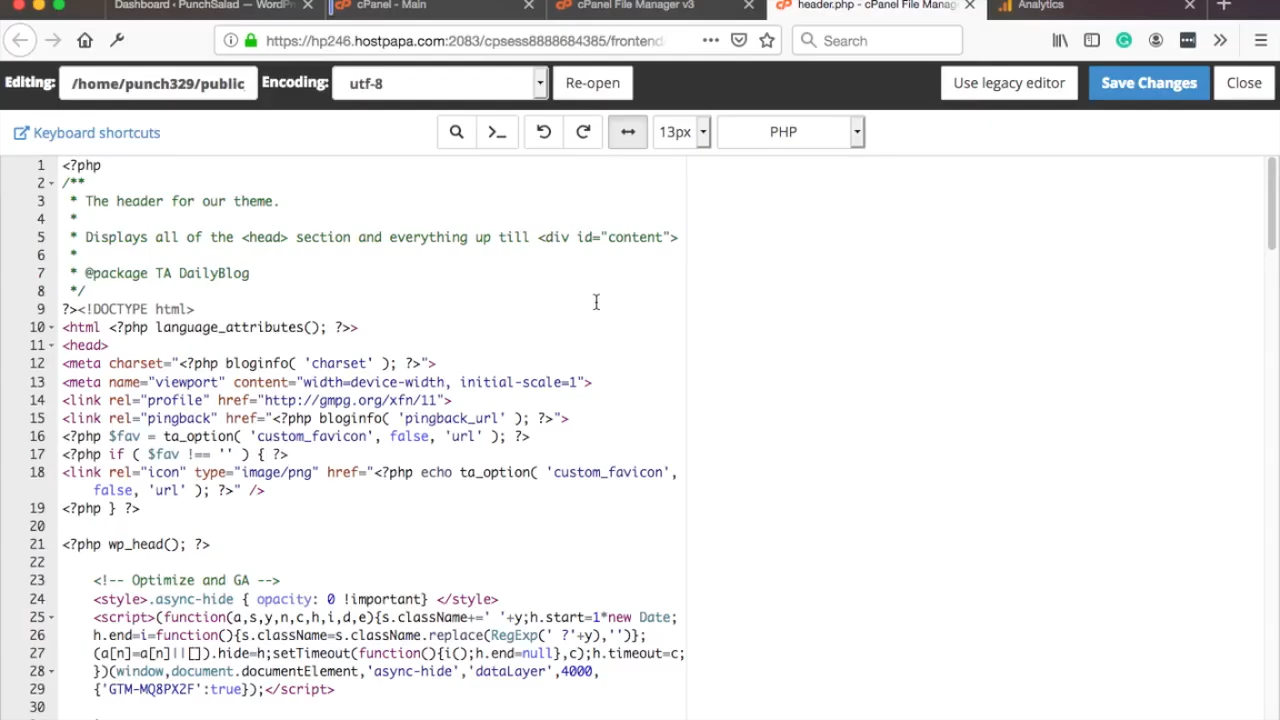 Dashboard ‹ PunchSalad — WordPr
cPanel - Main
cPanel File Manager v3
header.php - cPanel File Manag
Analytics
https://hp246.hostpapa.com:2083/cpsess8888684385/frontend
Search
Editing:
/home/punch329/public_
Encoding:
utf-8
Re-open
Use legacy editor
Save Changes
Close
Keyboard shortcuts
13px
PHP
1 <?php
2 /**
3  * The header for our theme.
4  *
5  * Displays all of the <head> section and everything up till <div id="content">
6  *
7  * @package TA DailyBlog
8  */
9 ?><!DOCTYPE html>
10 <html <?php language_attributes(); ?>>
11 <head>
12 <meta charset="<?php bloginfo( 'charset' ); ?>">
13 <meta name="viewport" content="width=device-width, initial-scale=1">
14 <link rel="profile" href="http://gmpg.org/xfn/11">
15 <link rel="pingback" href="<?php bloginfo( 'pingback_url' ); ?>">
16 <?php $fav = ta_option( 'custom_favicon', false, 'url' ); ?>
17 <?php if ( $fav !== '' ) { ?>
18 <link rel="icon" type="image/png" href="<?php echo ta_option( 'custom_favicon',
false, 'url' ); ?>" />
19 <?php } ?>
20
21 <?php wp_head(); ?>
22
23 <!-- Optimize and GA -->
24 <style>.async-hide { opacity: 0 !important} </style>
25 <script>(function(a,s,y,n,c,h,i,d,e){s.className+=' '+y;h.start=1*new Date;
26 h.end=i=function(){s.className=s.className.replace(RegExp(' ?'+y),'')};
27 (a[n]=a[n]||[]).hide=h;setTimeout(function(){i();h.end=null},c);h.timeout=c;
28 })(window,document.documentElement,'async-hide','dataLayer',4000,
29 {'GTM-MQ8PXZF':true});</script>
30